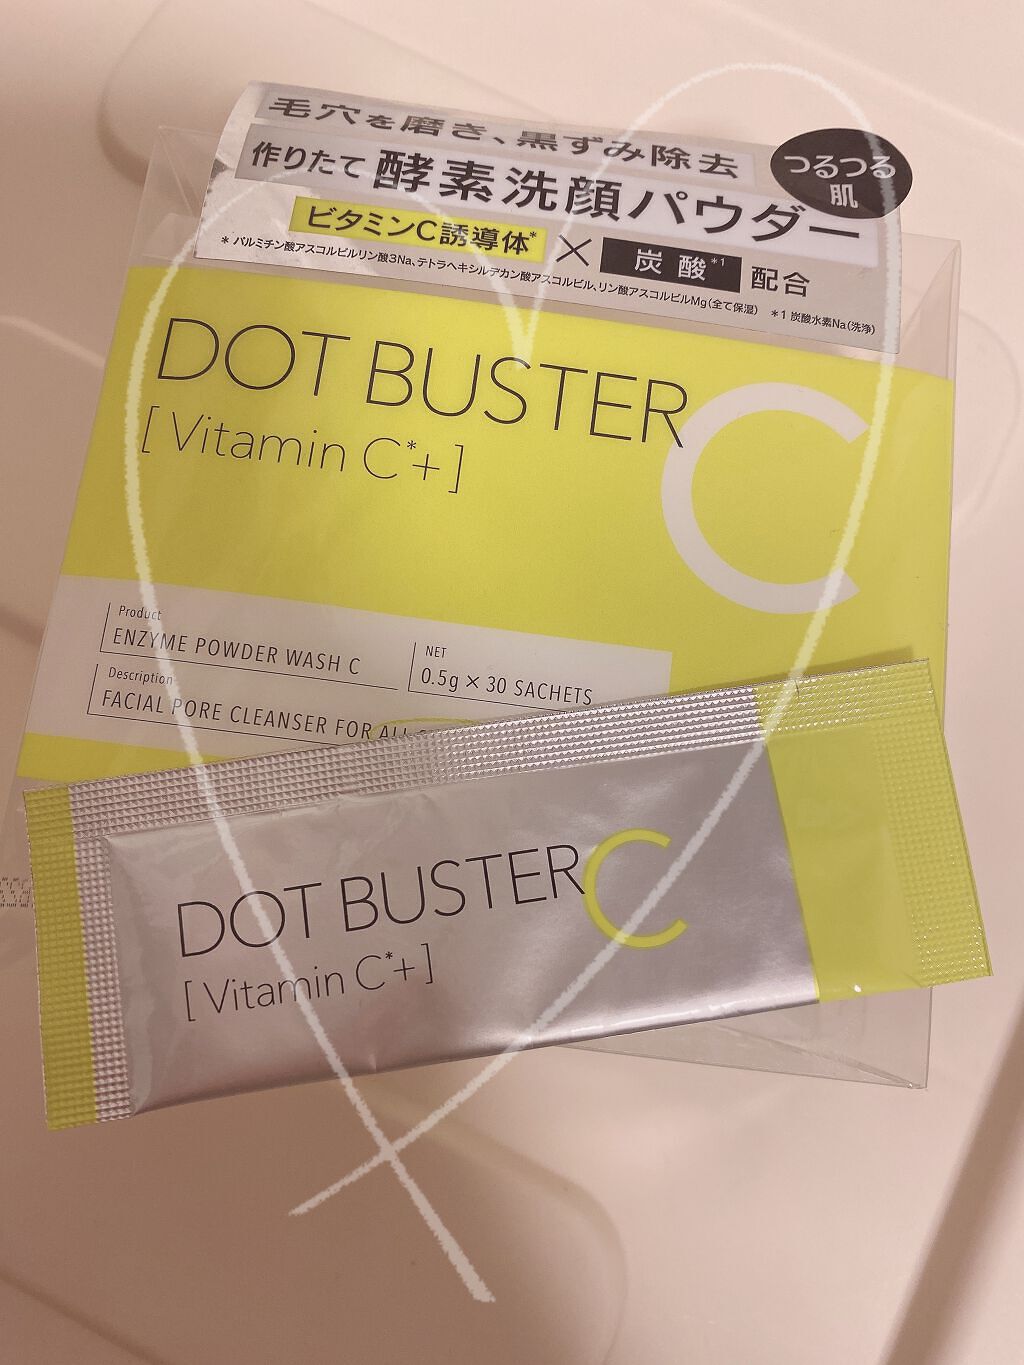 毛穴を磨き、黒ずみ除去
作りたて 酵素洗顔パウダー
つるつる
肌
ビタミンC誘導体* × 炭酸*1 配合
* パルミチン酸アスコルビルリン酸3Na、テトラヘキシルデカン酸アスコルビル、リン酸アスコルビルMg(全て保湿) *1 炭酸水素Na(洗浄)
DOT BUSTER C
[ Vitamin C*+ ]
Product
ENZYME POWDER WASH C
NET
0.5g × 30 SACHETS
Description
FACIAL PORE CLEANSER FOR ALL
DOT BUSTER C
[ Vitamin C*+ ]